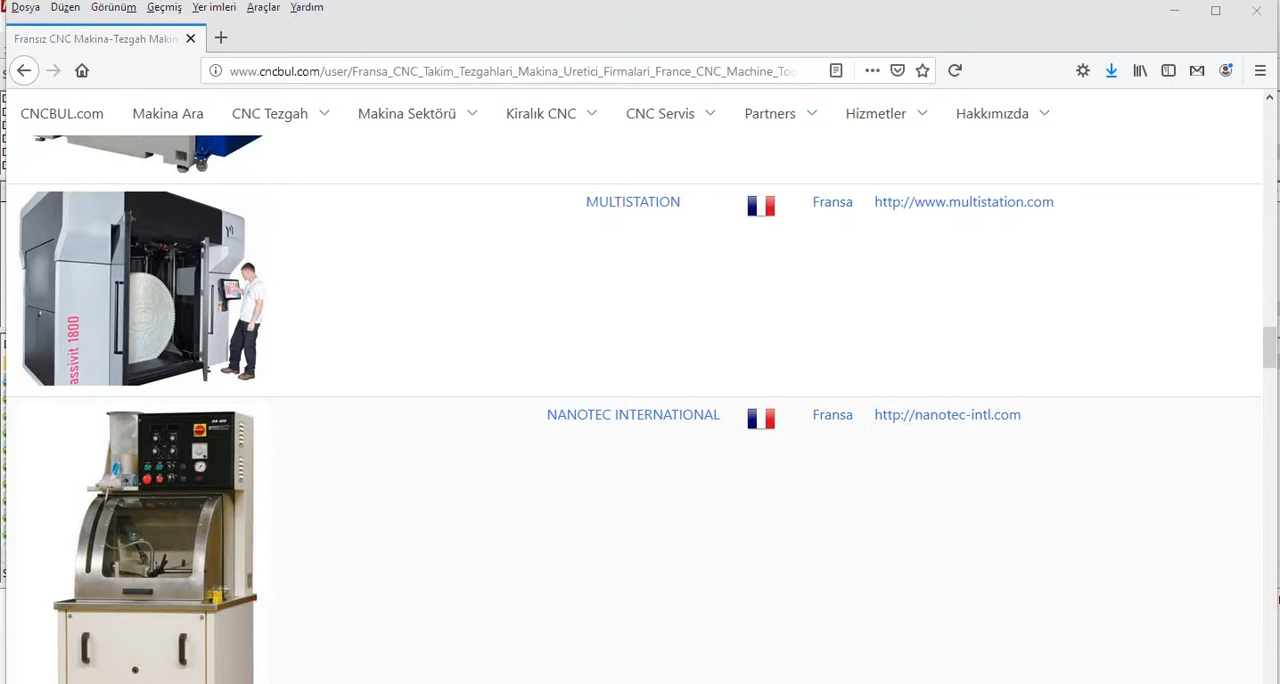 Dosya Düzen Görünüm Geçmiş Yer imleri Araçlar Yardım
Fransız CNC Makina-Tezgah Makin
www.cncbul.com/user/Fransa_CNC_Takim_Tezgahlari_Makina_Uretici_Firmalari_France_CNC_Machine_Too
CNCBUL.com Makina Ara CNC Tezgah Makina Sektörü Kiralık CNC CNC Servis Partners Hizmetler Hakkımızda
MULTISTATION Fransa http://www.multistation.com
assivit 1800
NANOTEC INTERNATIONAL Fransa http://nanotec-intl.com